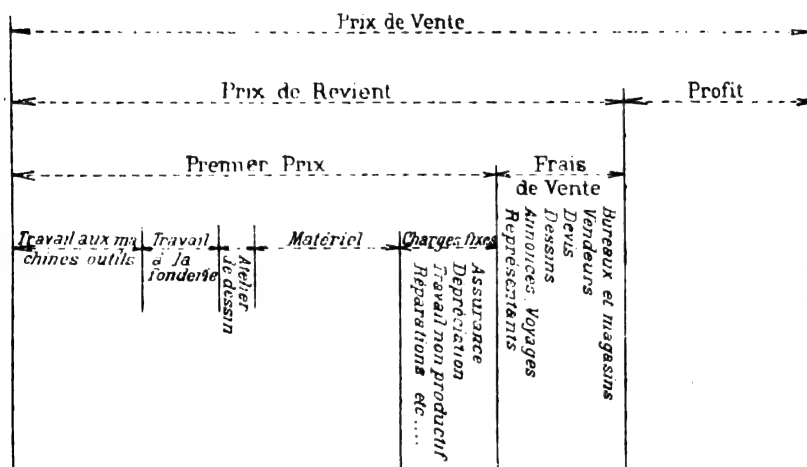 Prix de Vente
Prix de Revient
Profit
Premier Prix
Frais
de Vente
Travail aux ma
chines outils
Travail
à la
fonderie
Atelier
de dessin
Matériel
Charges fixes
Assurance
Dépréciation
Travail non productif
Réparations etc....
Bureaux et magasins
Vendeurs
Devis
Dessins
Annonces, Voyages
Représentants